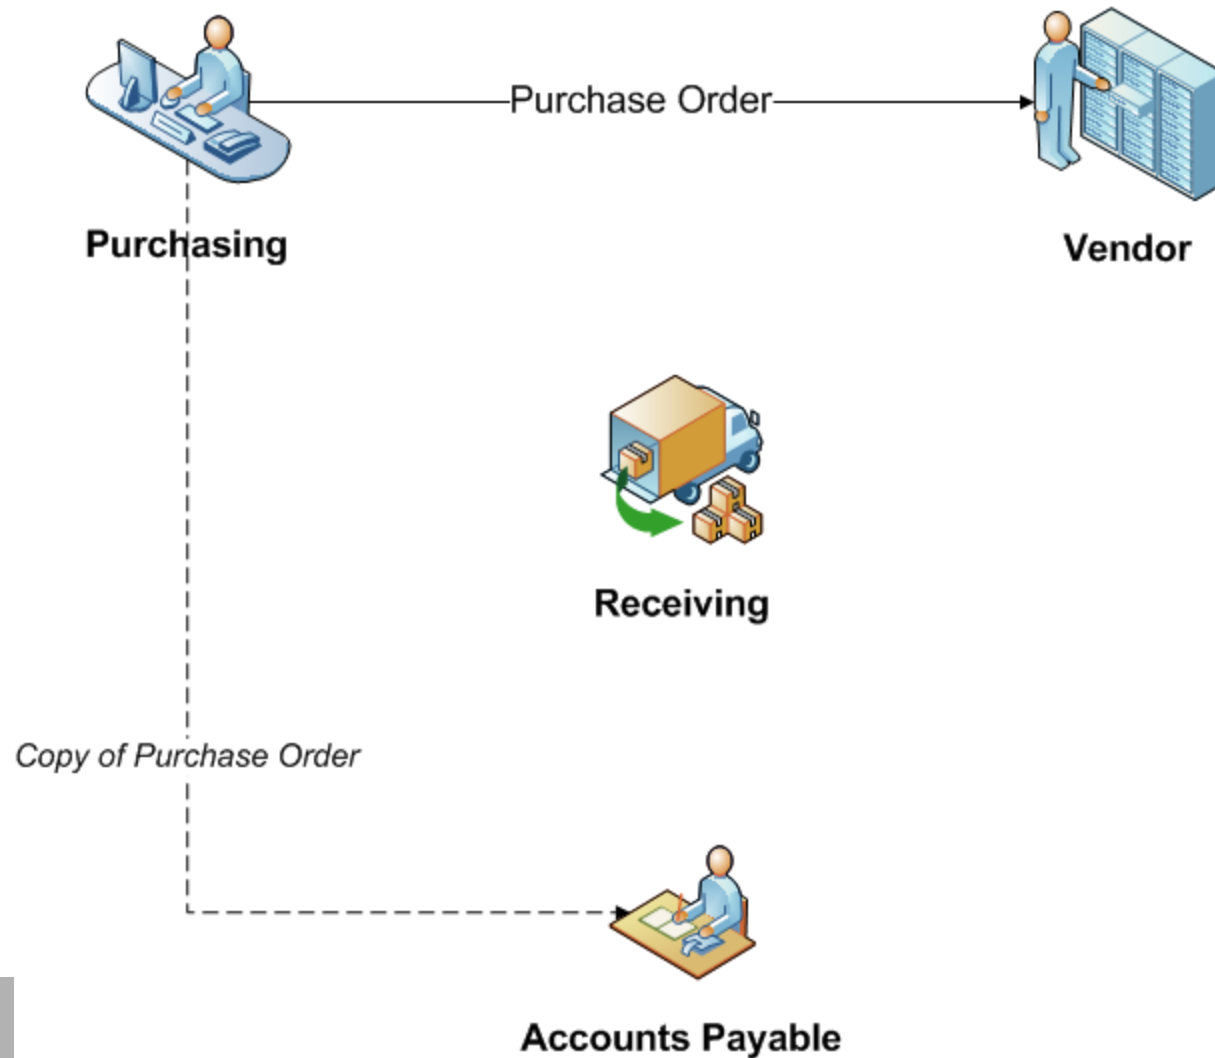 Purchase Order
Purchasing
Vendor
Receiving
Copy of Purchase Order
Accounts Payable